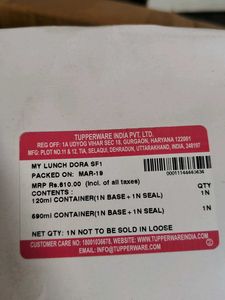 TUPPERWARE INDIA PVT. LTD.
REG OFF: 1A UDYOG VIHAR SEC 18, GURGAON, HARYANA 122001
MFG: PLOT NO.11 & 12, TIA, SELAQUI, DEHRADUN, UTTARAKHAND, INDIA, 248197
MY LUNCH DORA SF1
PACKED ON: MAR-19
MRP Rs.610.00 (Incl. of all taxes)
CONTENTS : QTY
120ml CONTAINER(1N BASE+1N SEAL) 1N
590ml CONTAINER(1N BASE + 1N SEAL) 1N
NET QTY: 1N NOT TO BE SOLD IN LOOSE
CUSTOMER CARE NO: 18001036678, WEBSITE: WWW.TUPPERWAREINDIA.COM
EMAIL: INFO@TUPPERWARE.COM